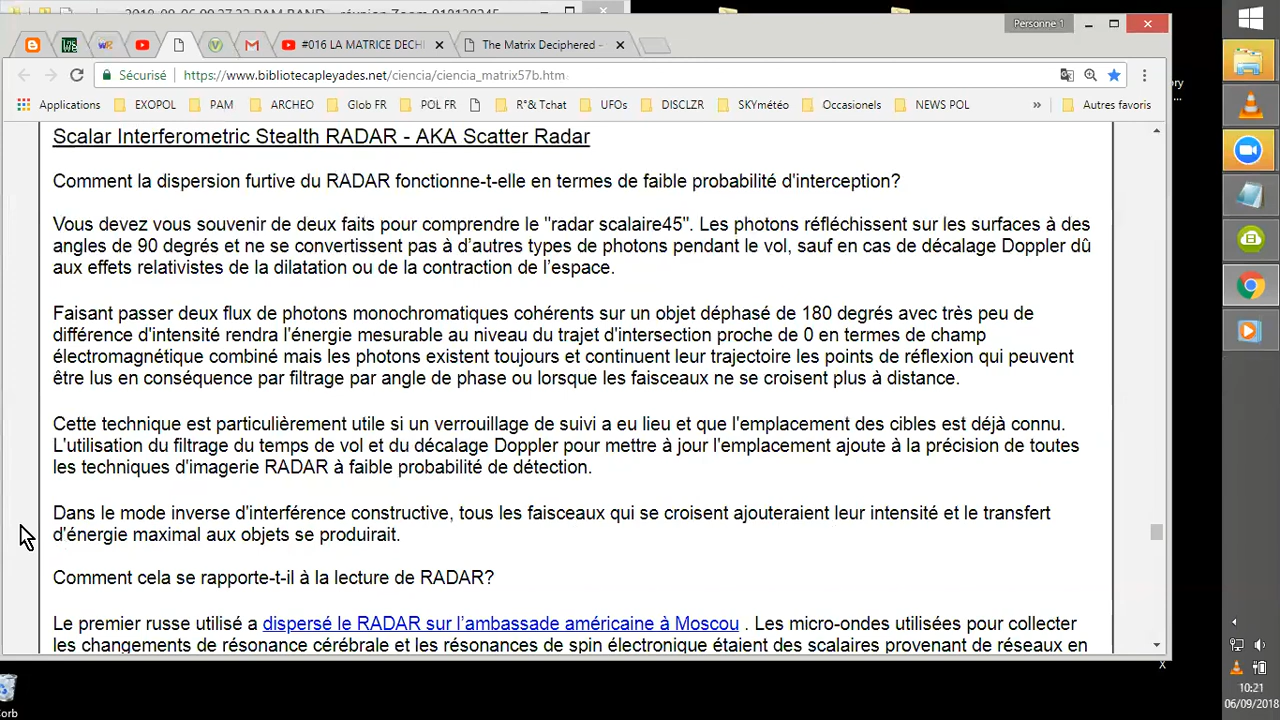 Personne 1
#016 LA MATRICE DECHI
The Matrix Deciphered -
Sécurisé
https://www.bibliotecapleyades.net/ciencia/ciencia_matrix57b.htm
Applications
EXOPOL
PAM
ARCHEO
Glob FR
POL FR
R°& Tchat
UFOs
DISCLZR
SKYmétéo
Occasionels
NEWS POL
»
Autres favoris
Scalar Interferometric Stealth RADAR - AKA Scatter Radar
Comment la dispersion furtive du RADAR fonctionne-t-elle en termes de faible probabilité d'interception?
Vous devez vous souvenir de deux faits pour comprendre le "radar scalaire45". Les photons réfléchissent sur les surfaces à des
angles de 90 degrés et ne se convertissent pas à d'autres types de photons pendant le vol, sauf en cas de décalage Doppler dû
aux effets relativistes de la dilatation ou de la contraction de l'espace.
Faisant passer deux flux de photons monochromatiques cohérents sur un objet déphasé de 180 degrés avec très peu de
différence d'intensité rendra l'énergie mesurable au niveau du trajet d'intersection proche de 0 en termes de champ
électromagnétique combiné mais les photons existent toujours et continuent leur trajectoire les points de réflexion qui peuvent
être lus en conséquence par filtrage par angle de phase ou lorsque les faisceaux ne se croisent plus à distance.
Cette technique est particulièrement utile si un verrouillage de suivi a eu lieu et que l'emplacement des cibles est déjà connu.
L'utilisation du filtrage du temps de vol et du décalage Doppler pour mettre à jour l'emplacement ajoute à la précision de toutes
les techniques d'imagerie RADAR à faible probabilité de détection.
Dans le mode inverse d'interférence constructive, tous les faisceaux qui se croisent ajouteraient leur intensité et le transfert
d'énergie maximal aux objets se produirait.
Comment cela se rapporte-t-il à la lecture de RADAR?
Le premier russe utilisé a dispersé le RADAR sur l'ambassade américaine à Moscou . Les micro-ondes utilisées pour collecter
les changements de résonance cérébrale et les résonances de spin électronique étaient des scalaires provenant de réseaux en
10:21
06/09/2018